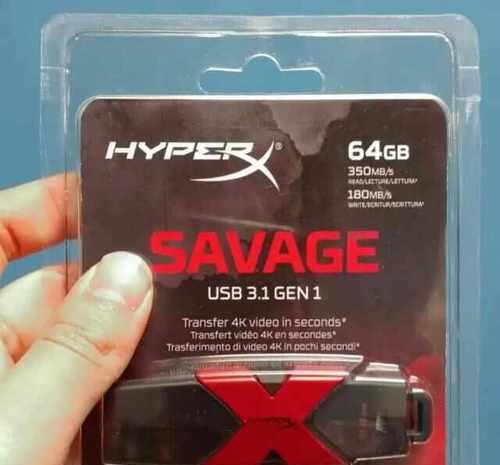 HYPERX®
64GB
350MB/s
READ/LECTURE/LETTURA*
180MB/s
WRITE/ECRITURE/SCRITTURA*
SAVAGE
USB 3.1 GEN 1
Transfer 4K video in seconds*
Transfert vidéo 4K en secondes*
Trasferimento di video 4K in pochi secondi*